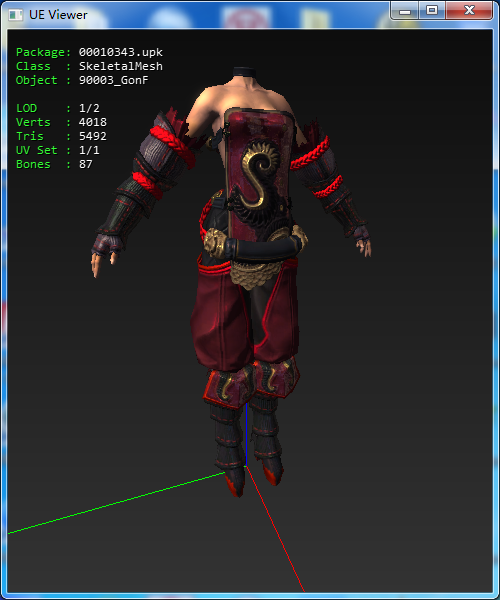 UE Viewer
Package: 00010343.upk
Class : SkeletalMesh
Object : 90003_GonF
LOD : 1/2
Verts : 4018
Tris : 5492
UV Set : 1/1
Bones : 87